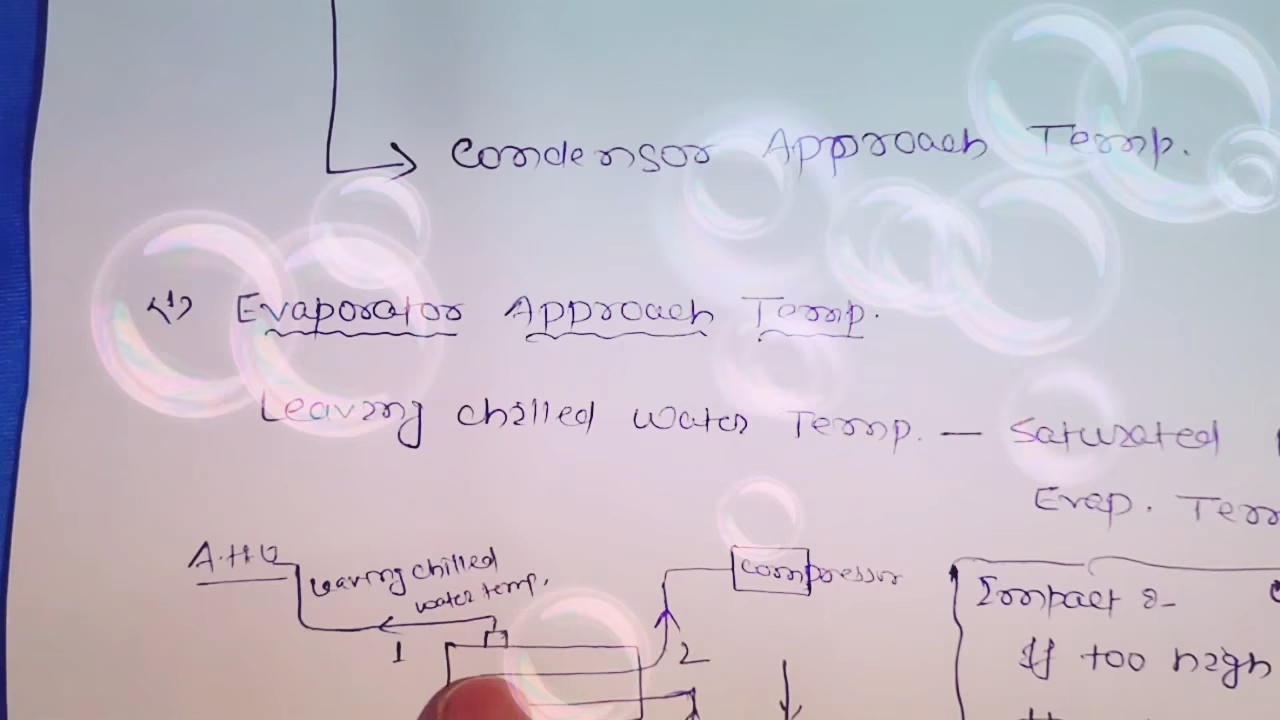 Condensor Approach Temp.
(1) Evaporator Approach Temp.
Leaving chilled water Temp. — Saturated
Evap. Tem
A.H.U
Leaving chilled
water temp.
compressor
1
2
Impact :-
If too high